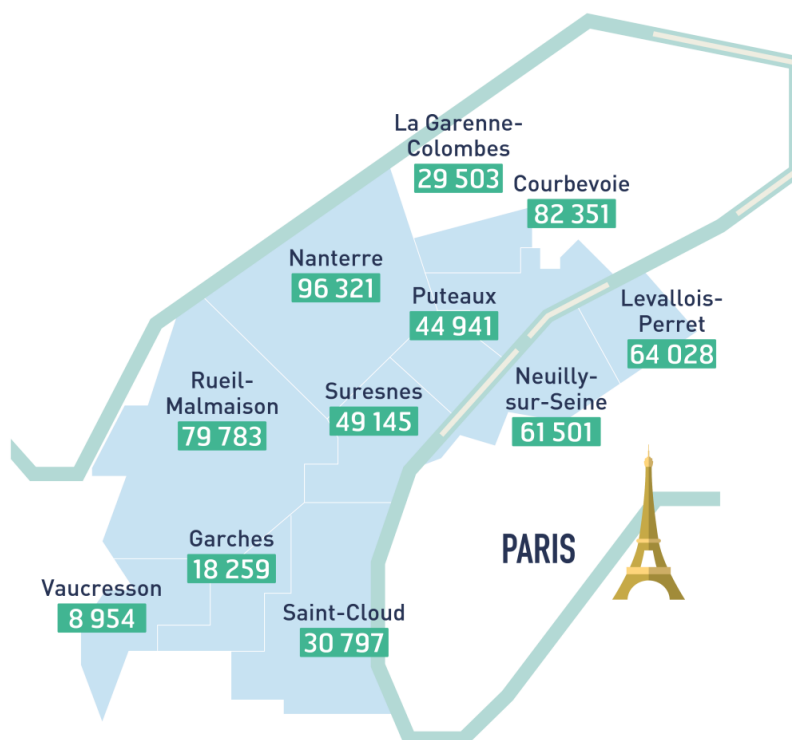 La Garenne-
Colombes
29 503
Courbevoie
82 351
Nanterre
96 321
Puteaux
44 941
Levallois-
Perret
64 028
Rueil-
Malmaison
79 783
Suresnes
49 145
Neuilly-
sur-Seine
61 501
PARIS
Garches
18 259
Vaucresson
8 954
Saint-Cloud
30 797